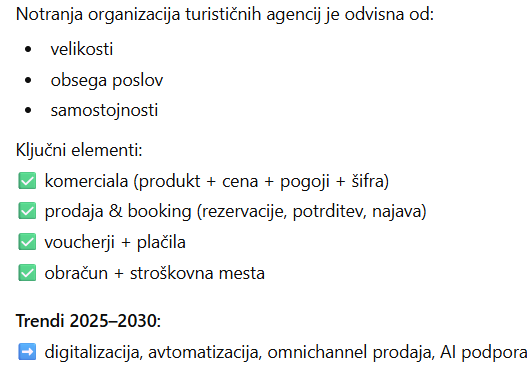 Notranja organizacija turističnih agencij je odvisna od:
• velikosti
• obsega poslov
• samostojnosti
Ključni elementi:
✅ komerciala (produkt + cena + pogoji + šifra)
✅ prodaja & booking (rezervacije, potrditev, najava)
✅ voucherji + plačila
✅ obračun + stroškovna mesta
Trendi 2025–2030:
➡️ digitalizacija, avtomatizacija, omnichannel prodaja, AI podpora